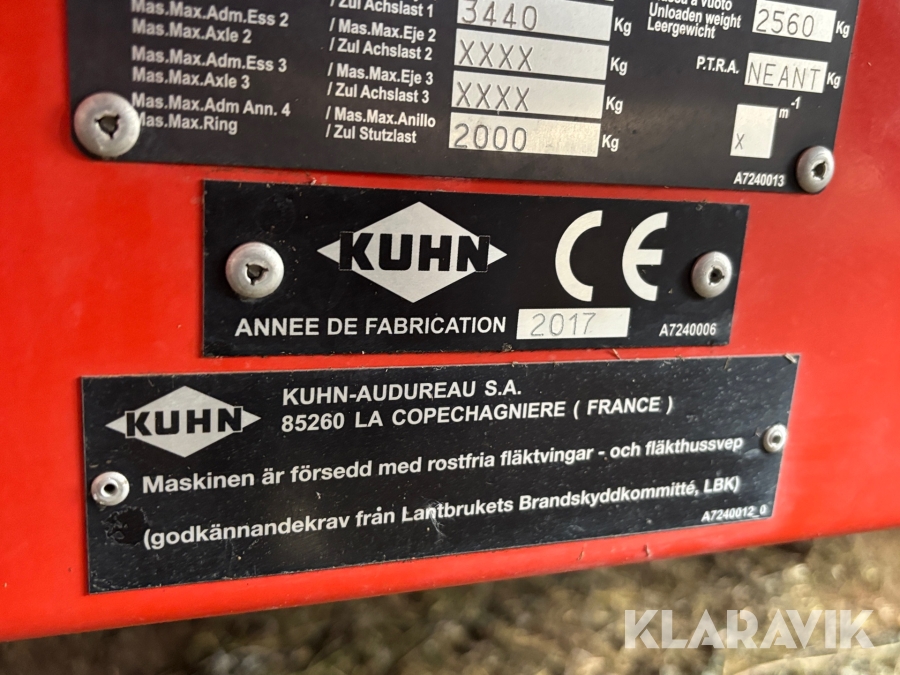 Mas.Max.Adm.Ess 2
Mas.Max.Axle 2
/ Zul Achslast 1
3440
Kg
Mas.Max.Adm.Ess 3
Mas.Max.Axle 3
/ Mas.Max.Eje 2
/ Zul Achslast 2
XXXX
Kg
Mas.Max.Adm Ann. 4
Mas.Max.Ring
/ Mas.Max.Eje 3
/ Zul Achslast 3
XXXX
/ Mas.Max.Anillo
/ Zul Stutzlast
2000
Kg
Unloaden weight
Leergewicht
2560
Kg
P.T.R.A.
NEANT
Kg
x
m-1
A7240013
KUHN
CE
ANNEE DE FABRICATION 2017 A7240006
KUHN
KUHN-AUDUREAU S.A.
85260 LA COPECHAGNIERE ( FRANCE )
Maskinen är försedd med rostfria fläktvingar - och fläkthussvep
(godkännandekrav från Lantbrukets Brandskyddkommitté, LBK)
A7240012_0
KLARAVIK